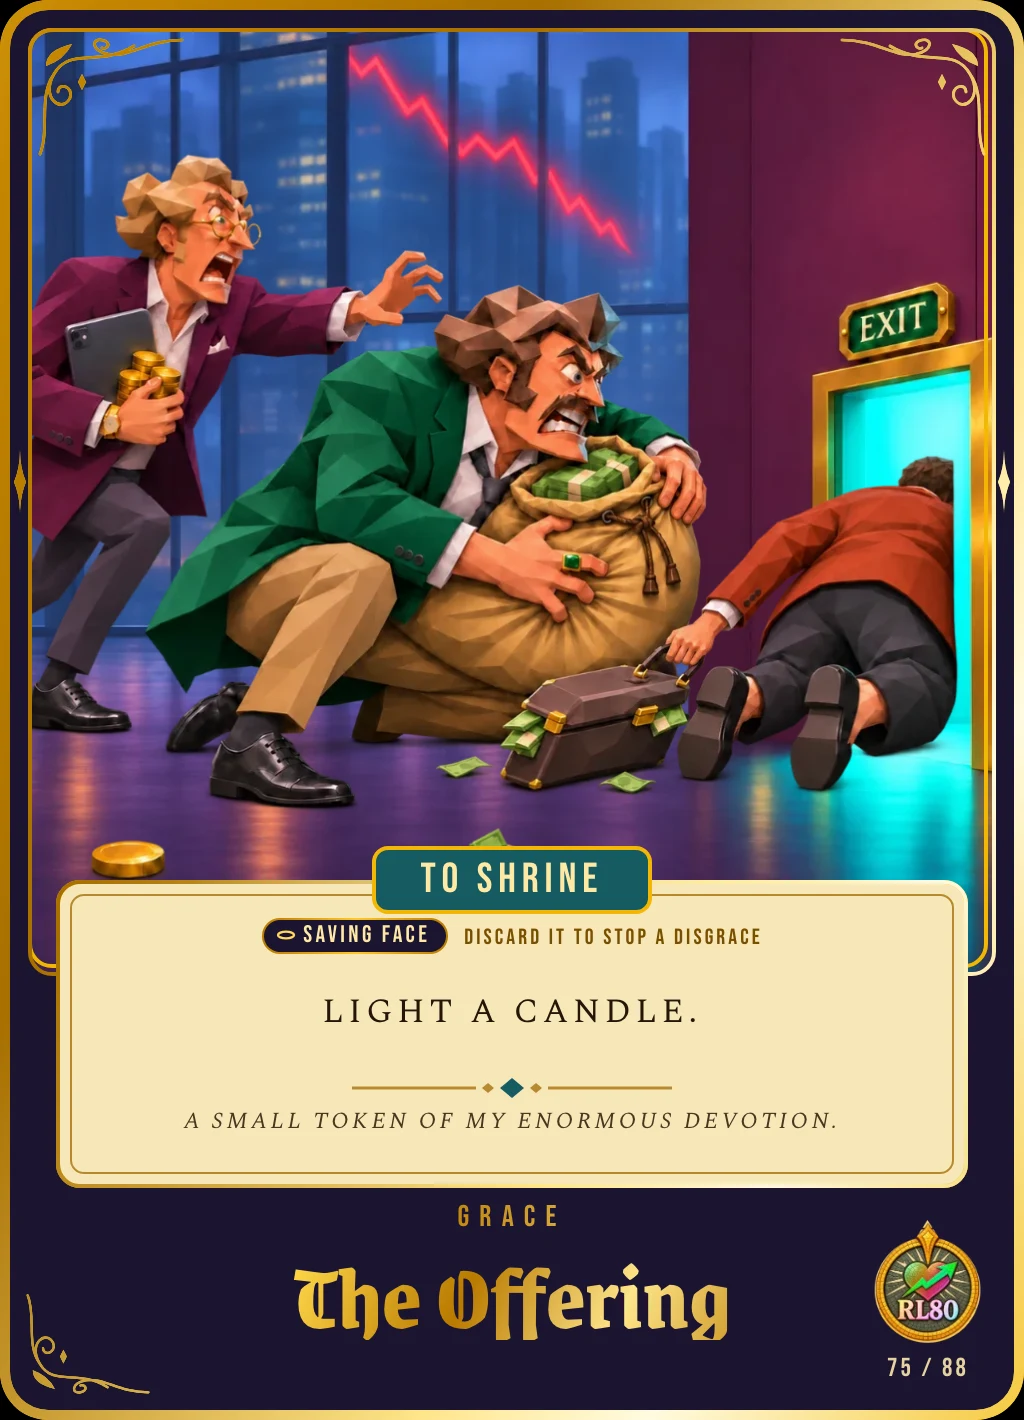 EXIT
TO SHRINE
SAVING FACE DISCARD IT TO STOP A DISGRACE
LIGHT A CANDLE.
A SMALL TOKEN OF MY ENORMOUS DEVOTION.
GRACE
The Offering
RL80
75 / 88